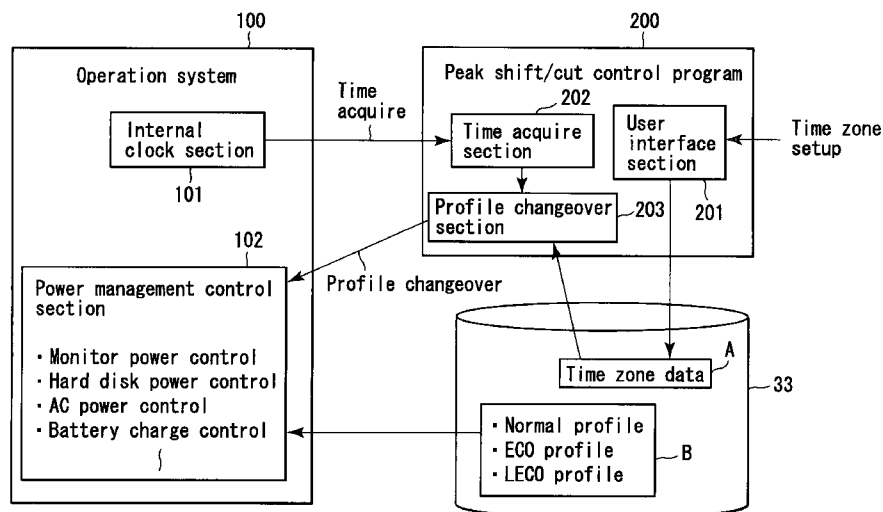 100
Operation system
Internal
clock section
101
Time
acquire
200
Peak shift/cut control program
202
Time acquire
section
User
interface
section
201
Time zone
setup
Profile changeover
section
203
102
Profile changeover
Power management control
section
・Monitor power control
・Hard disk power control
・AC power control
・Battery charge control
Time zone data
A
33
・Normal profile
・ECO profile
・LECO profile
B